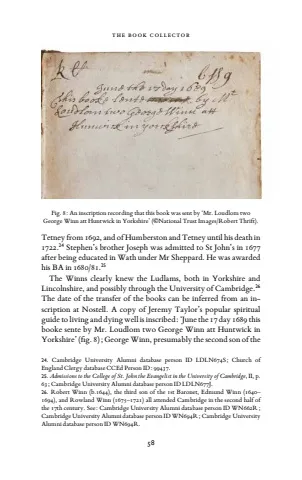 THE BOOK COLLECTOR
June the 17 day 1689
this booke sente by Mr
Loudlom two George Winn att
Huntwick in yorkshire
Fig. 8: An inscription recording that this book was sent by 'Mr. Loudlom two
George Winn att Huntwick in Yorkshire' (©National Trust Images/Robert Thrift).
Tetney from 1692, and of Humberston and Tetney until his death in
1722.24 Stephen's brother Joseph was admitted to St John's in 1677
after being educated in Wath under Mr Sheppard. He was awarded
his BA in 1680/81.25
The Winns clearly knew the Ludlams, both in Yorkshire and
Lincolnshire, and possibly through the University of Cambridge.26
The date of the transfer of the books can be inferred from an in-
scription at Nostell. A copy of Jeremy Taylor's popular spiritual
guide to living and dying well is inscribed: 'June the 17 day 1689 this
booke sente by Mr. Loudlom two George Winn att Huntwick in
Yorkshire' (fig. 8); George Winn, presumably the second son of the
24. Cambridge University Alumni database person ID LDLN674S; Church of
England Clergy database CCEd Person ID: 99437.
25. Admissions to the College of St. John the Evangelist in the University of Cambridge, II, p.
63; Cambridge University Alumni database person ID LDLN677J.
26. Robert Winn (b.1644), the third son of the 1st Baronet, Edmund Winn (1640–
1694), and Rowland Winn (1675–1721) all attended Cambridge in the second half of
the 17th century. See: Cambridge University Alumni database person ID WN662R;
Cambridge University Alumni database person ID WN694R; Cambridge University
Alumni database person ID WN694R.
58